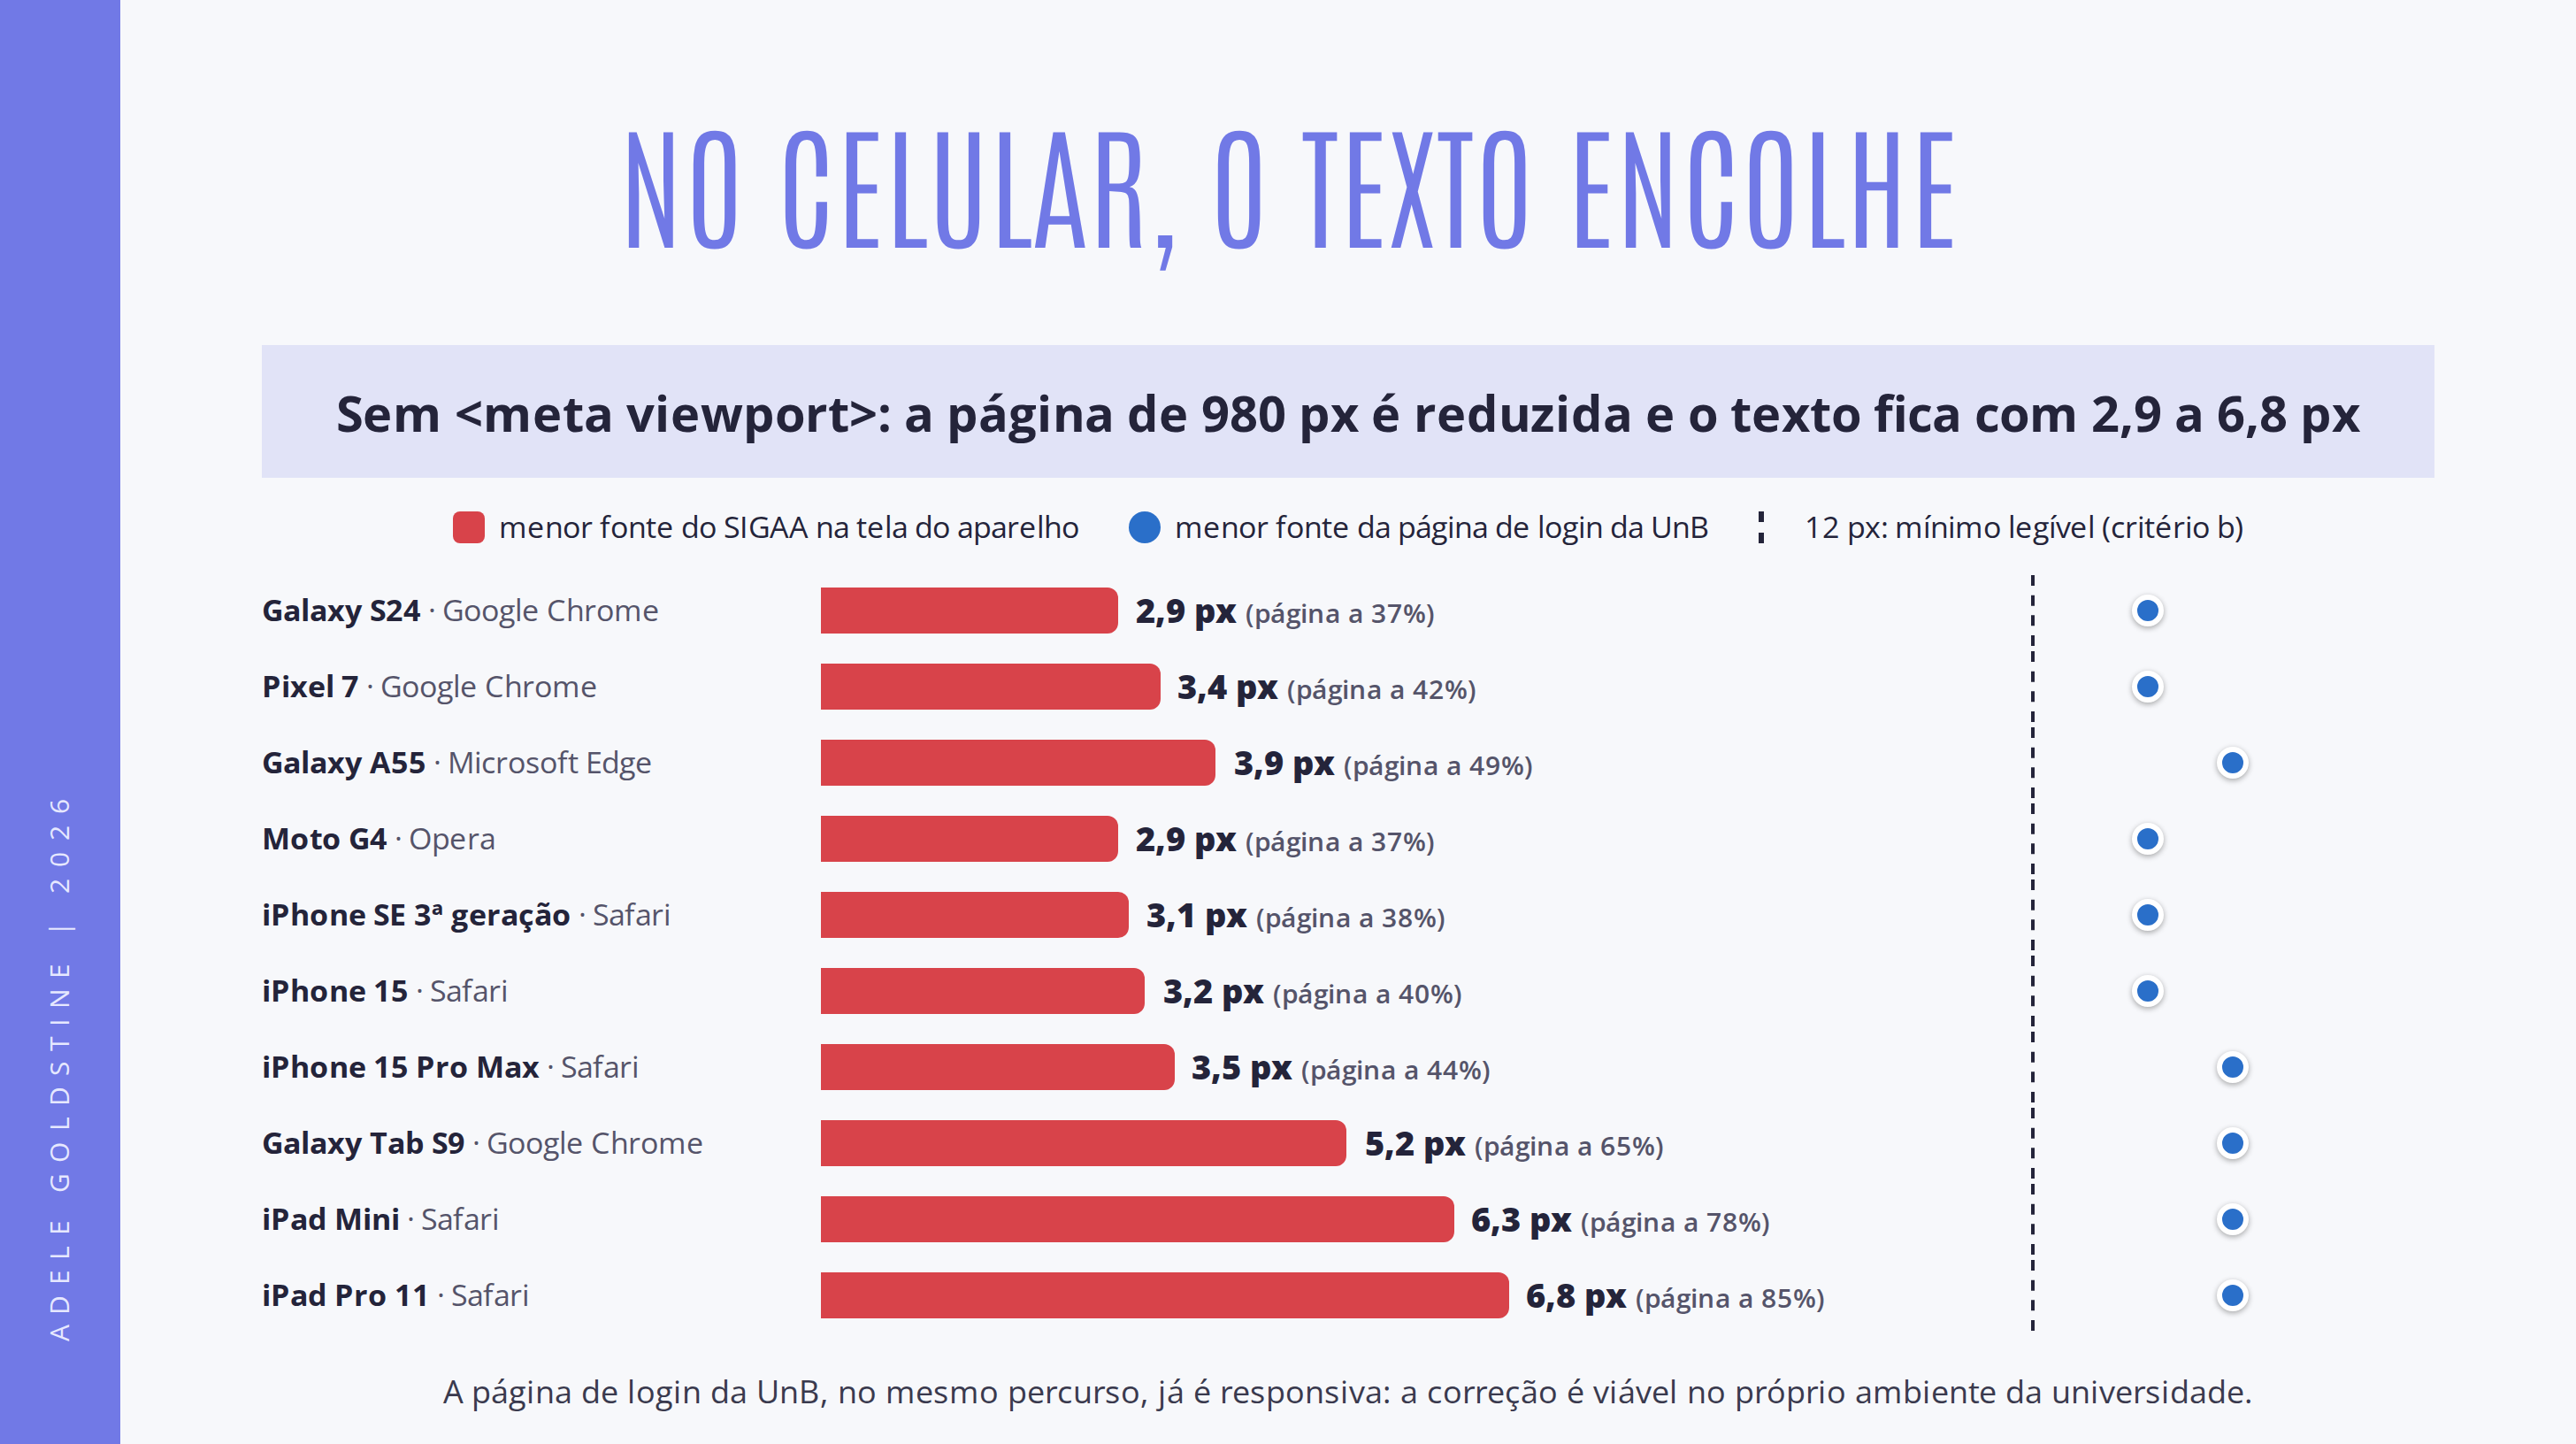 NO CELULAR, O TEXTO ENCOLHE
Sem <meta viewport>: a página de 980 px é reduzida e o texto fica com 2,9 a 6,8 px
menor fonte do SIGAA na tela do aparelho menor fonte da página de login da UnB 12 px: mínimo legível (critério b)
Galaxy S24 · Google Chrome 2,9 px (página a 37%)
Pixel 7 · Google Chrome 3,4 px (página a 42%)
Galaxy A55 · Microsoft Edge 3,9 px (página a 49%)
Moto G4 · Opera 2,9 px (página a 37%)
iPhone SE 3ª geração · Safari 3,1 px (página a 38%)
iPhone 15 · Safari 3,2 px (página a 40%)
iPhone 15 Pro Max · Safari 3,5 px (página a 44%)
Galaxy Tab S9 · Google Chrome 5,2 px (página a 65%)
iPad Mini · Safari 6,3 px (página a 78%)
iPad Pro 11 · Safari 6,8 px (página a 85%)
A página de login da UnB, no mesmo percurso, já é responsiva: a correção é viável no próprio ambiente da universidade.
ADELE GOLDSTINE | 2026